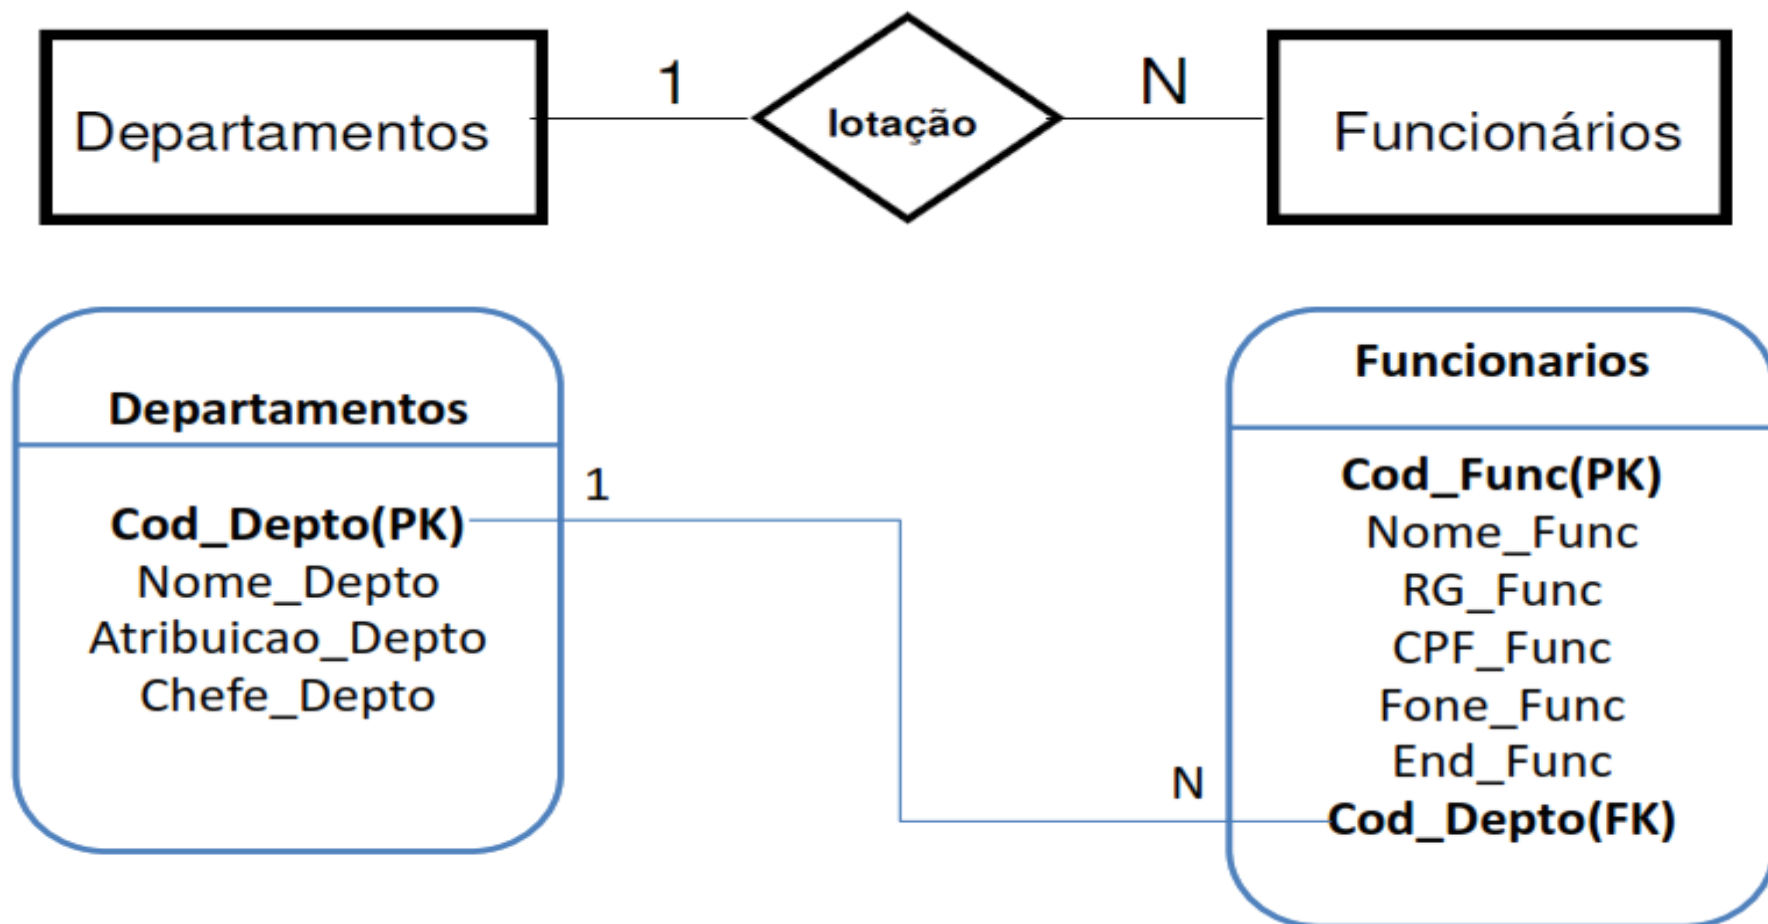 Departamentos
1
lotação
N
Funcionários
Departamentos
Cod_Depto(PK)
Nome_Depto
Atribuicao_Depto
Chefe_Depto
1
N
Funcionarios
Cod_Func(PK)
Nome_Func
RG_Func
CPF_Func
Fone_Func
End_Func
Cod_Depto(FK)